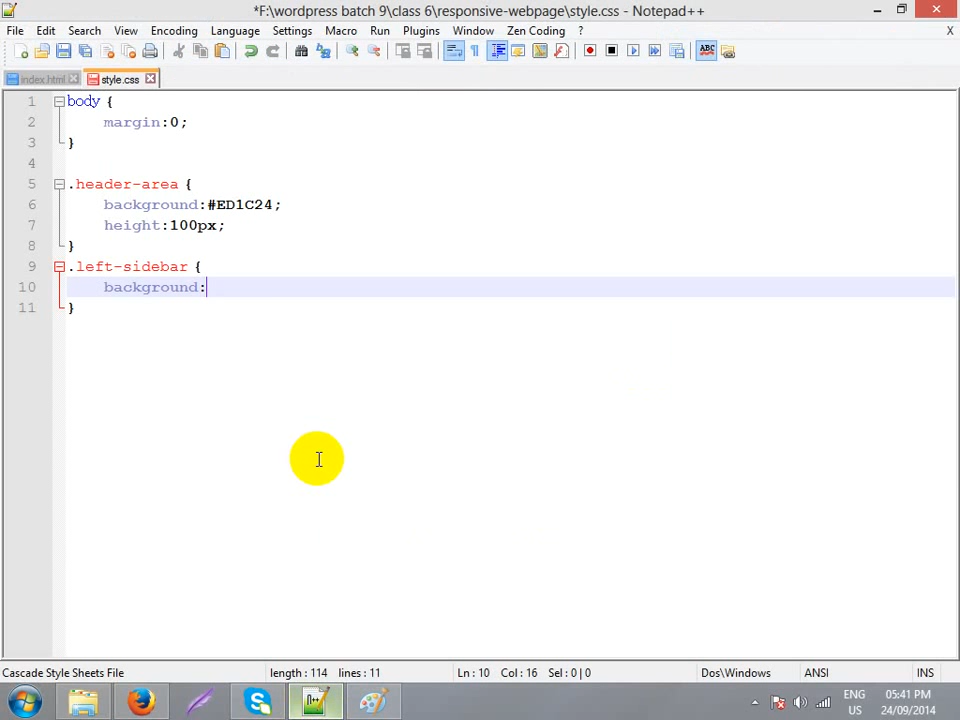 *F:\wordpress batch 9\class 6\responsive-webpage\style.css - Notepad++
File Edit Search View Encoding Language Settings Macro Run Plugins Window Zen Coding ? X
index.html style.css
1 body {
2 margin:0;
3 }
4
5 .header-area {
6 background:#ED1C24;
7 height:100px;
8 }
9 .left-sidebar {
10 background:
11 }
Cascade Style Sheets File length : 114 lines : 11 Ln : 10 Col : 16 Sel : 0 | 0 Dos\Windows ANSI INS
ENG 05:41 PM
US 24/09/2014